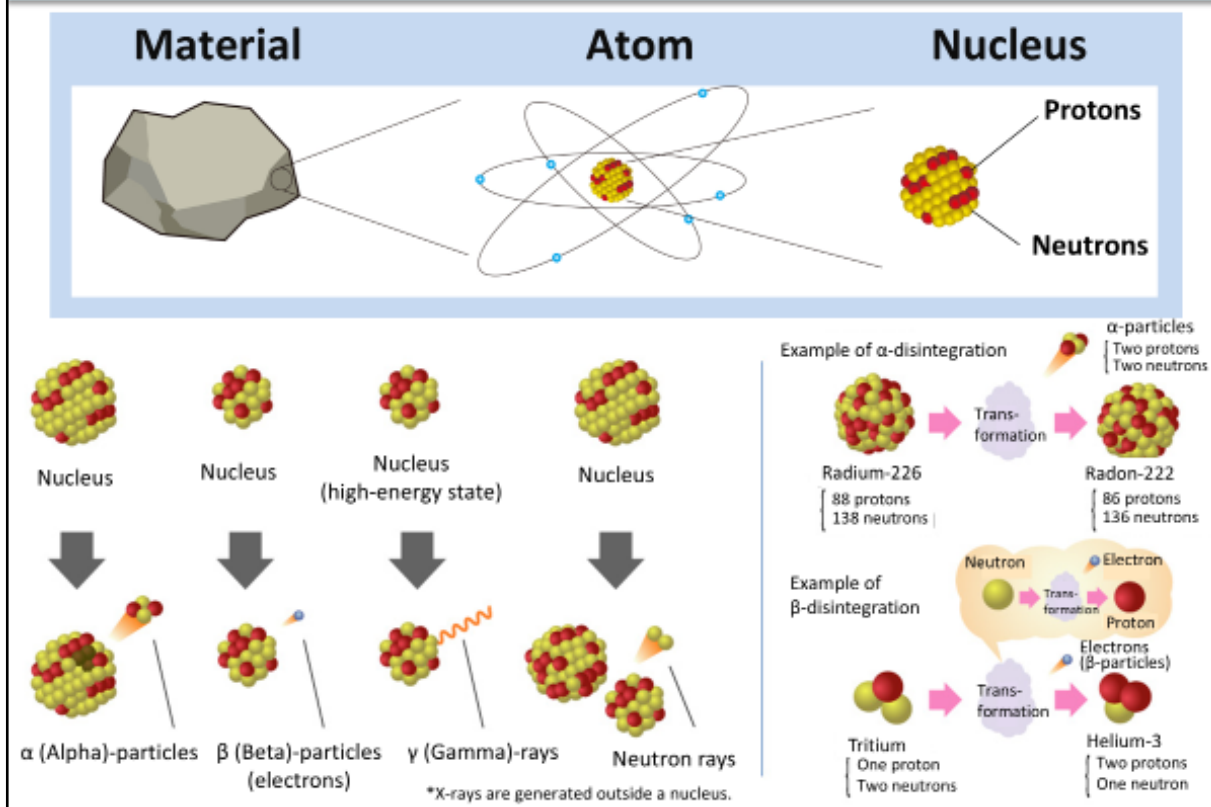 Material
Atom
Nucleus
Protons
Neutrons
Nucleus
Nucleus
Nucleus
(high-energy state)
Nucleus
α (Alpha)-particles
β (Beta)-particles
(electrons)
γ (Gamma)-rays
Neutron rays
*X-rays are generated outside a nucleus.
Example of α-disintegration
α-particles
Two protons
Two neutrons
Trans-
formation
Radium-226
88 protons
138 neutrons
Radon-222
86 protons
136 neutrons
Example of
β-disintegration
Neutron
Trans-
formation
Electron
Proton
Electrons
(β-particles)
Trans-
formation
Tritium
One proton
Two neutrons
Helium-3
Two protons
One neutron